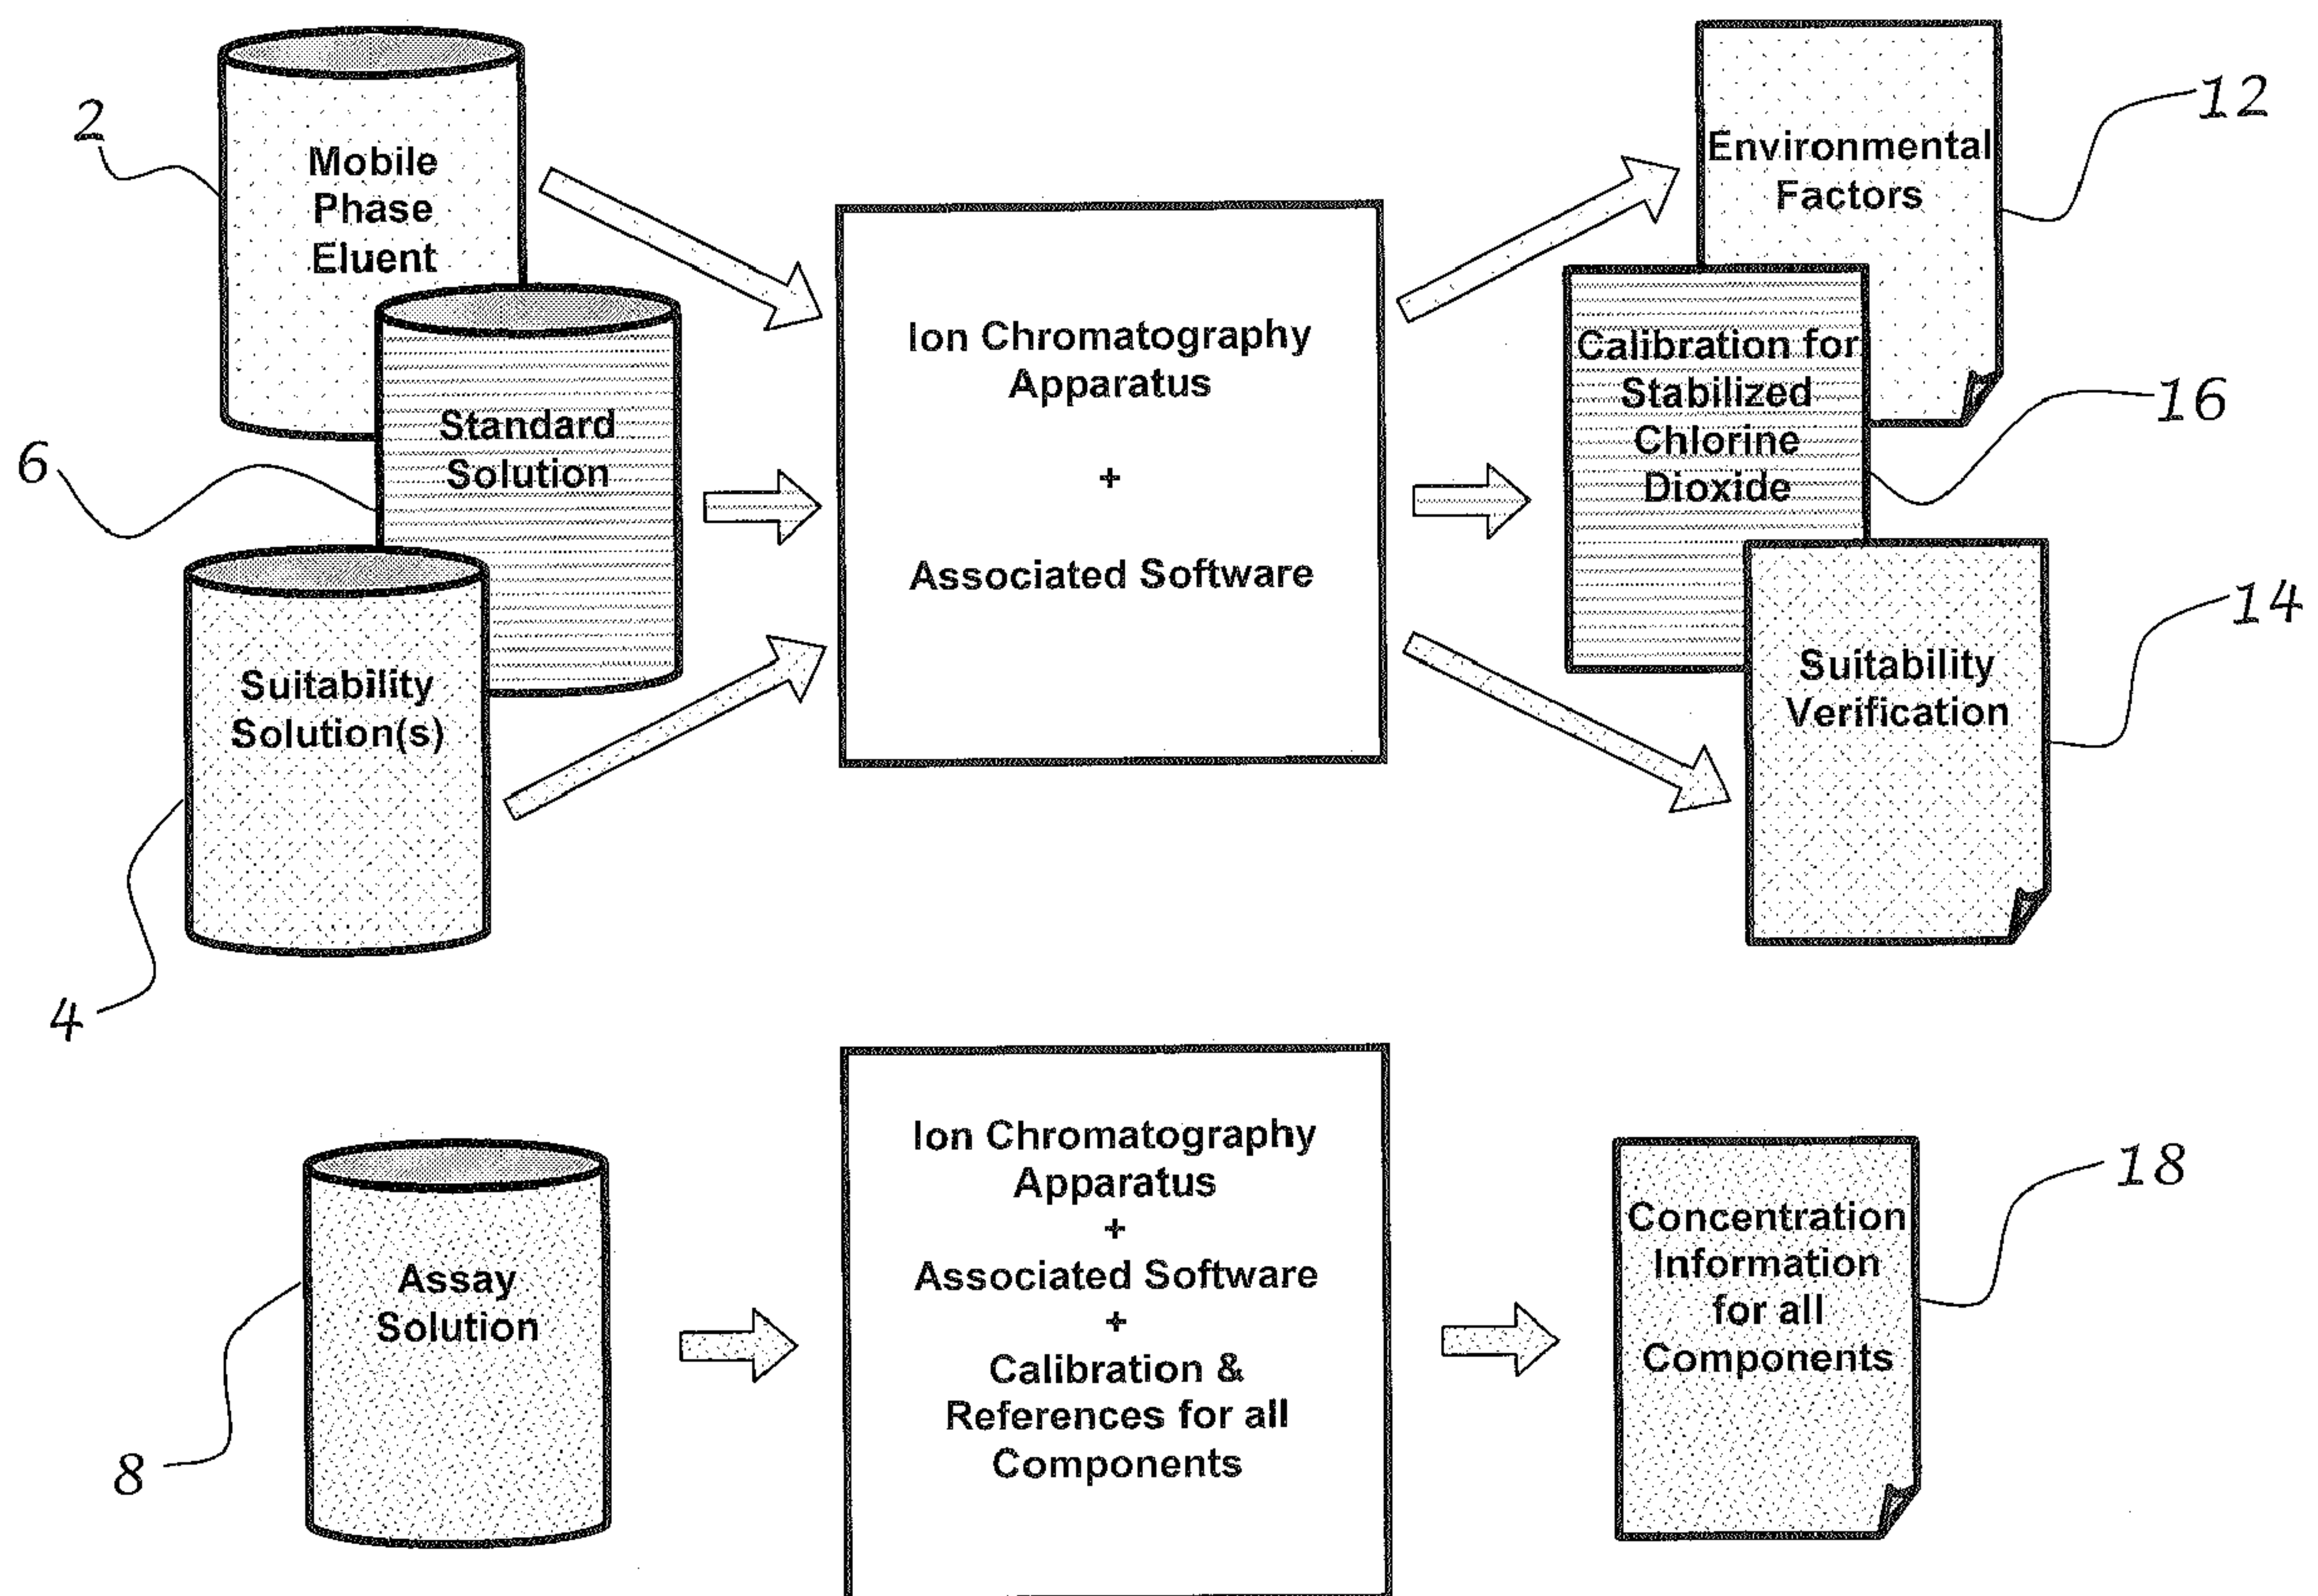 2
Mobile
Phase
Eluent
6
Standard
Solution
Suitability
Solution(s)
4
Ion Chromatography
Apparatus
+
Associated Software
Environmental
Factors
12
Calibration for
Stabilized
Chlorine
Dioxide
16
Suitability
Verification
14
Assay
Solution
8
Ion Chromatography
Apparatus
+
Associated Software
+
Calibration &
References for all
Components
Concentration
Information
for all
Components
18